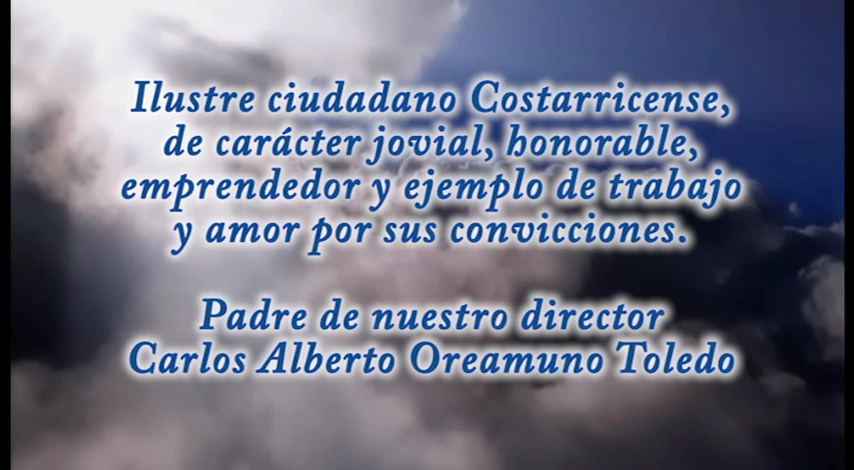 Ilustre ciudadano Costarricense,
de carácter jovial, honorable,
emprendedor y ejemplo de trabajo
y amor por sus convicciones.
Padre de nuestro director
Carlos Alberto Oreamuno Toledo